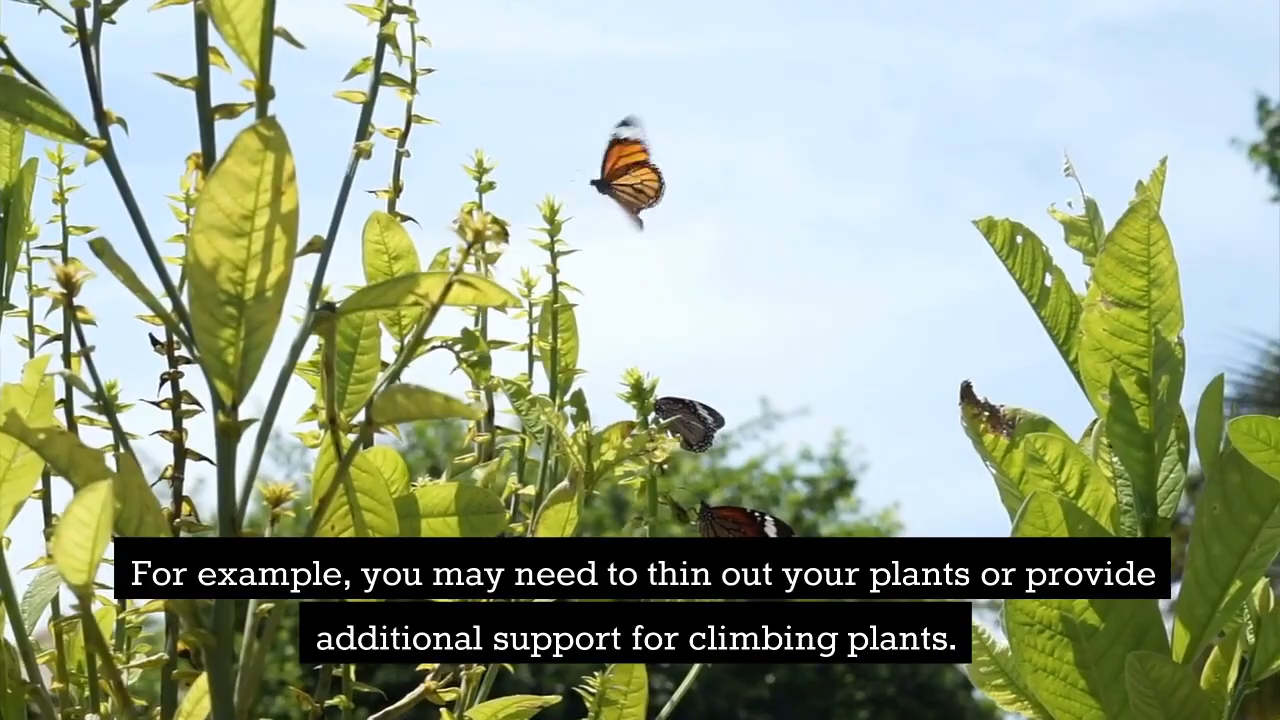 For example, you may need to thin out your plants or provide
additional support for climbing plants.